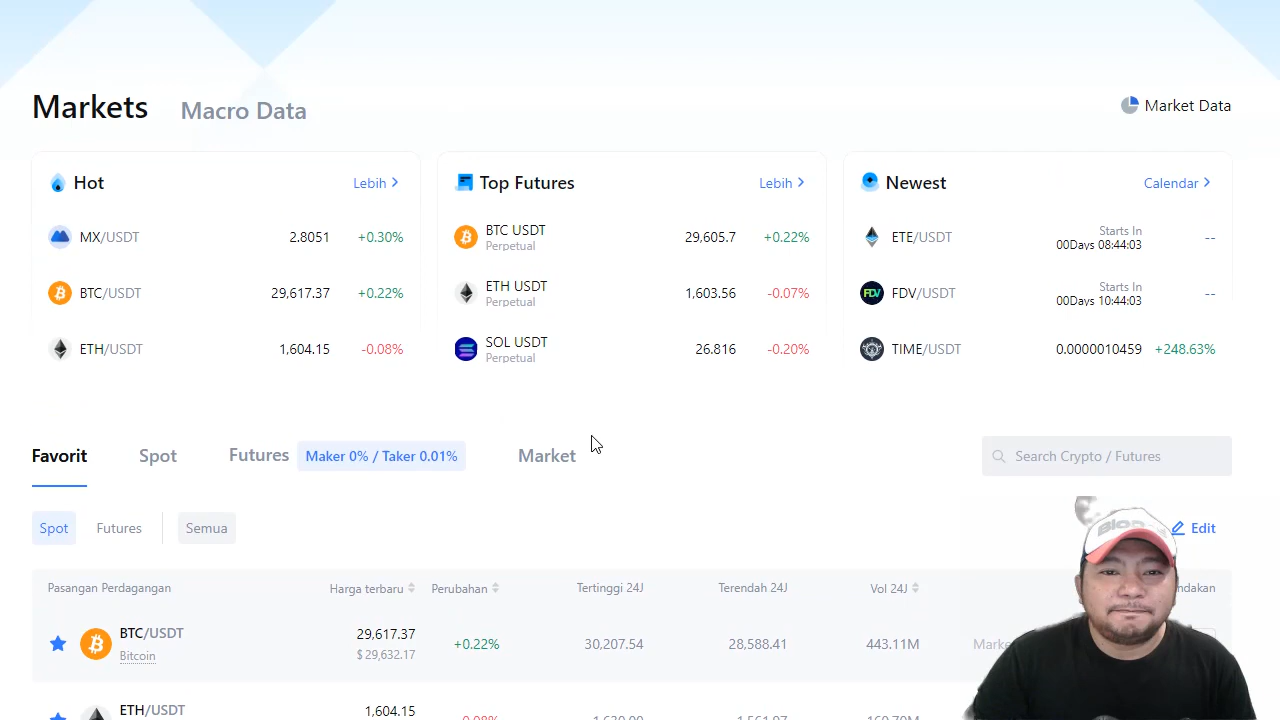 Markets
Macro Data
Market Data
Hot
Lebih >
MX/USDT 2.8051 +0.30%
BTC/USDT 29,617.37 +0.22%
ETH/USDT 1,604.15 -0.08%
Top Futures
Lebih >
BTC USDT 29,605.7 +0.22%
Perpetual
ETH USDT 1,603.56 -0.07%
Perpetual
SOL USDT 26.816 -0.20%
Perpetual
Newest
Calendar >
ETE/USDT Starts In 00Days 08:44:03 --
FDV
FDV/USDT Starts In 00Days 10:44:03 --
TIME/USDT 0.0000010459 +248.63%
Favorit Spot Futures Maker 0% / Taker 0.01% Market
Search Crypto / Futures
Spot Futures Semua
Edit
Pasangan Perdagangan Harga terbaru Perubahan Tertinggi 24J Terendah 24J Vol 24J
BTC/USDT 29,617.37 +0.22% 30,207.54 28,588.41 443.11M
Bitcoin $ 29,632.17
ETH/USDT 1,604.15